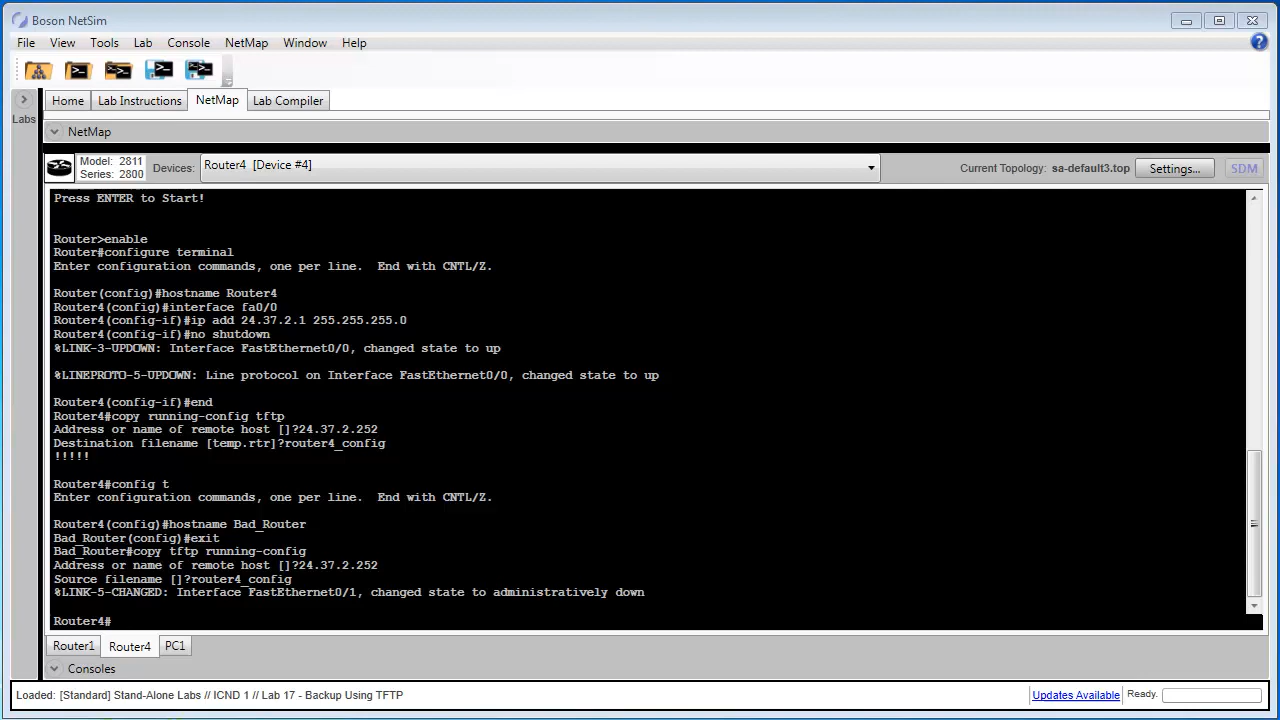 Boson NetSim
File View Tools Lab Console NetMap Window Help
Home Lab Instructions NetMap Lab Compiler
Labs
NetMap
Model: 2811
Series: 2800
Devices: Router4 [Device #4]
Current Topology: sa-default3.top Settings... SDM
Press ENTER to Start!
Router>enable
Router#configure terminal
Enter configuration commands, one per line.  End with CNTL/Z.
Router(config)#hostname Router4
Router4(config)#interface fa0/0
Router4(config-if)#ip add 24.37.2.1 255.255.255.0
Router4(config-if)#no shutdown
%LINK-3-UPDOWN: Interface FastEthernet0/0, changed state to up
%LINEPROTO-5-UPDOWN: Line protocol on Interface FastEthernet0/0, changed state to up
Router4(config-if)#end
Router4#copy running-config tftp
Address or name of remote host []?24.37.2.252
Destination filename [temp.rtr]?router4_config
!!!!!
Router4#config t
Enter configuration commands, one per line.  End with CNTL/Z.
Router4(config)#hostname Bad_Router
Bad_Router(config)#exit
Bad_Router#copy tftp running-config
Address or name of remote host []?24.37.2.252
Source filename []?router4_config
%LINK-5-CHANGED: Interface FastEthernet0/1, changed state to administratively down
Router4#
Router1 Router4 PC1
Consoles
Loaded: [Standard] Stand-Alone Labs // ICND 1 // Lab 17 - Backup Using TFTP
Updates Available Ready.